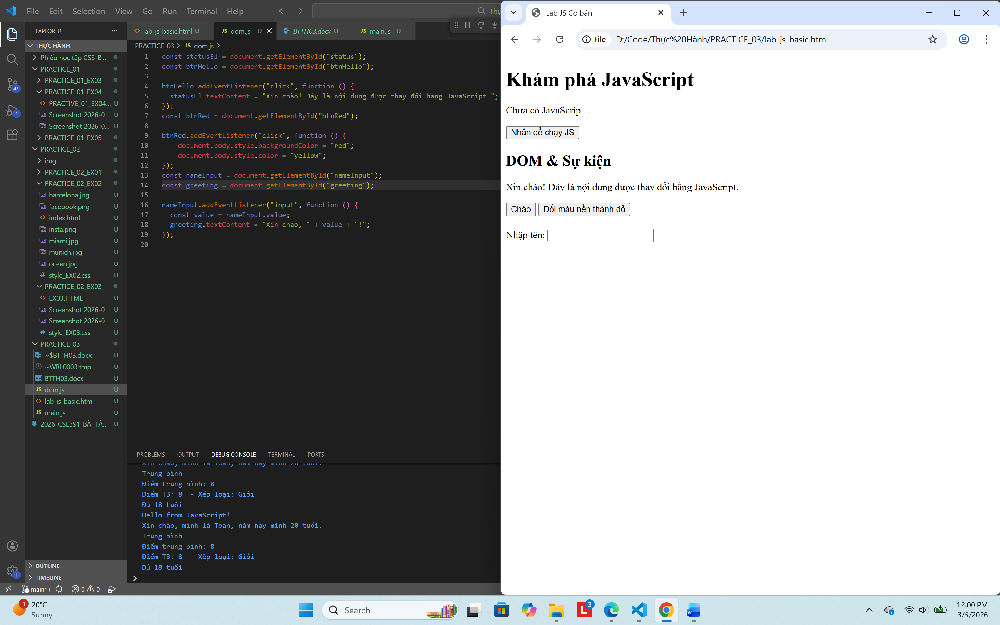 File Edit Selection View Go Run Terminal Help
Thự
EXPLORER
THỰC HÀNH
Phiếu học tập CSS-B...
PRACTICE_01
PRACTICE_01_EX03
PRACTICE_01_EX04
PRACTIVE_01_EX04... U
Screenshot 2026-0... U
Screenshot 2026-0... U
PRACTICE_01_EX05
PRACTICE_02
img
PRACTICE_02_EX01
PRACTICE_02_EX02
barcelona.jpg U
facebook.png U
index.html U
insta.png U
miami.jpg U
munich.jpg U
ocean.jpg U
style_EX02.css U
PRACTICE_02_EX03
EX03.HTML U
Screenshot 2026-0... U
Screenshot 2026-0... U
style_EX03.css U
PRACTICE_03
~$BTTH03.docx U
~WRL0003.tmp U
BTTH03.docx U
dom.js U
lab-js-basic.html U
main.js U
2026_CSE391_BÀI TẬ... U
OUTLINE
TIMELINE
42
1
1
lab-js-basic.html U dom.js U BTTH03.docx U main.js U
PRACTICE_03 > JS dom.js > ...
1 const statusEl = document.getElementById("status");
2 const btnHello = document.getElementById("btnHello");
3
4 btnHello.addEventListener("click", function () {
5 statusEl.textContent = "Xin chào! Đây là nội dung được thay đổi bằng JavaScript.";
6 });
7 const btnRed = document.getElementById("btnRed");
8
9 btnRed.addEventListener("click", function () {
10 document.body.style.backgroundColor = "red";
11 document.body.style.color = "yellow";
12 });
13 const nameInput = document.getElementById("nameInput");
14 const greeting = document.getElementById("greeting");
15
16 nameInput.addEventListener("input", function () {
17 const value = nameInput.value;
18 greeting.textContent = "Xin chào, " + value + "!";
19 });
20
PROBLEMS OUTPUT DEBUG CONSOLE TERMINAL PORTS
Xin chào, mình là Toan, năm nay mình 20 tuổi.
Trung bình
Điểm trung bình: 8
Điểm TB: 8 - Xếp loại: Giỏi
Đủ 18 tuổi
Hello from JavaScript!
Xin chào, mình là Toan, năm nay mình 20 tuổi.
Trung bình
Điểm trung bình: 8
Điểm TB: 8 - Xếp loại: Giỏi
Đủ 18 tuổi
main*+ 0 0
Lab JS Cơ bản
File D:/Code/Thực%20Hành/PRACTICE_03/lab-js-basic.html
Khám phá JavaScript
Chưa có JavaScript...
Nhấn để chạy JS
DOM & Sự kiện
Xin chào! Đây là nội dung được thay đổi bằng JavaScript.
Chào Đổi màu nền thành đỏ
Nhập tên:
1
20°C
Sunny
Search
3
12:00 PM
3/5/2026